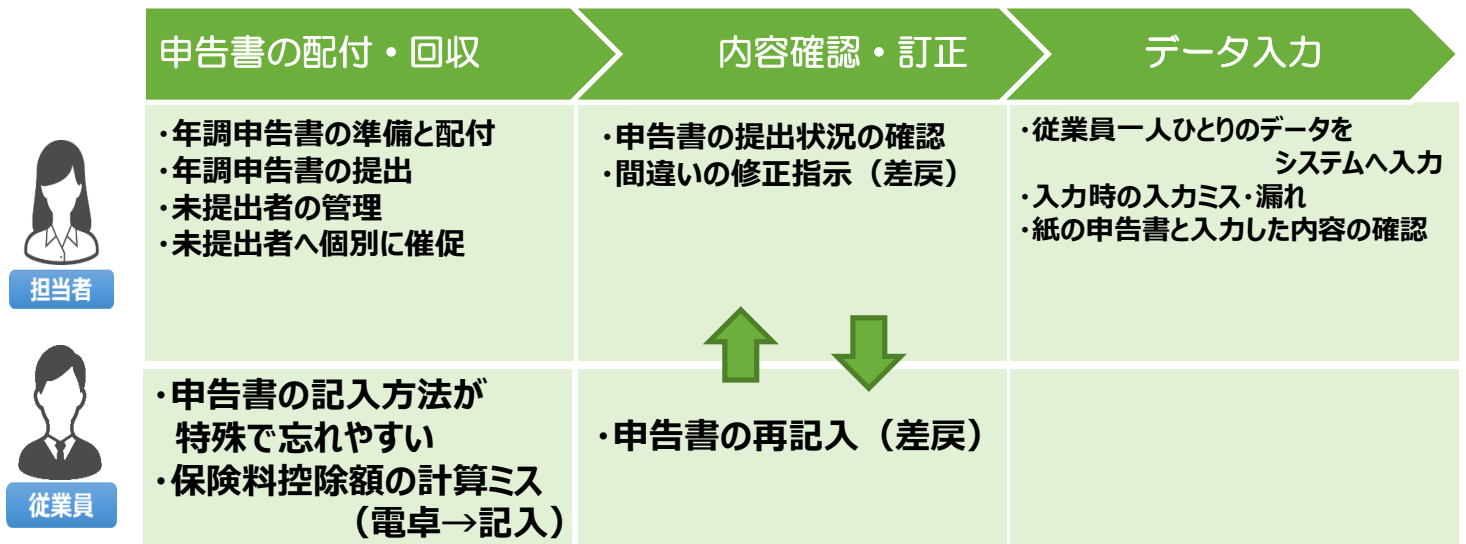 申告書の配付・回収
内容確認・訂正
データ入力
・年調申告書の準備と配付
・年調申告書の提出
・未提出者の管理
・未提出者へ個別に催促
・申告書の提出状況の確認
・間違いの修正指示（差戻）
・従業員一人ひとりのデータを
システムへ入力
・入力時の入力ミス・漏れ
・紙の申告書と入力した内容の確認
担当者
・申告書の記入方法が
特殊で忘れやすい
・保険料控除額の計算ミス
（電卓→記入）
・申告書の再記入（差戻）
従業員